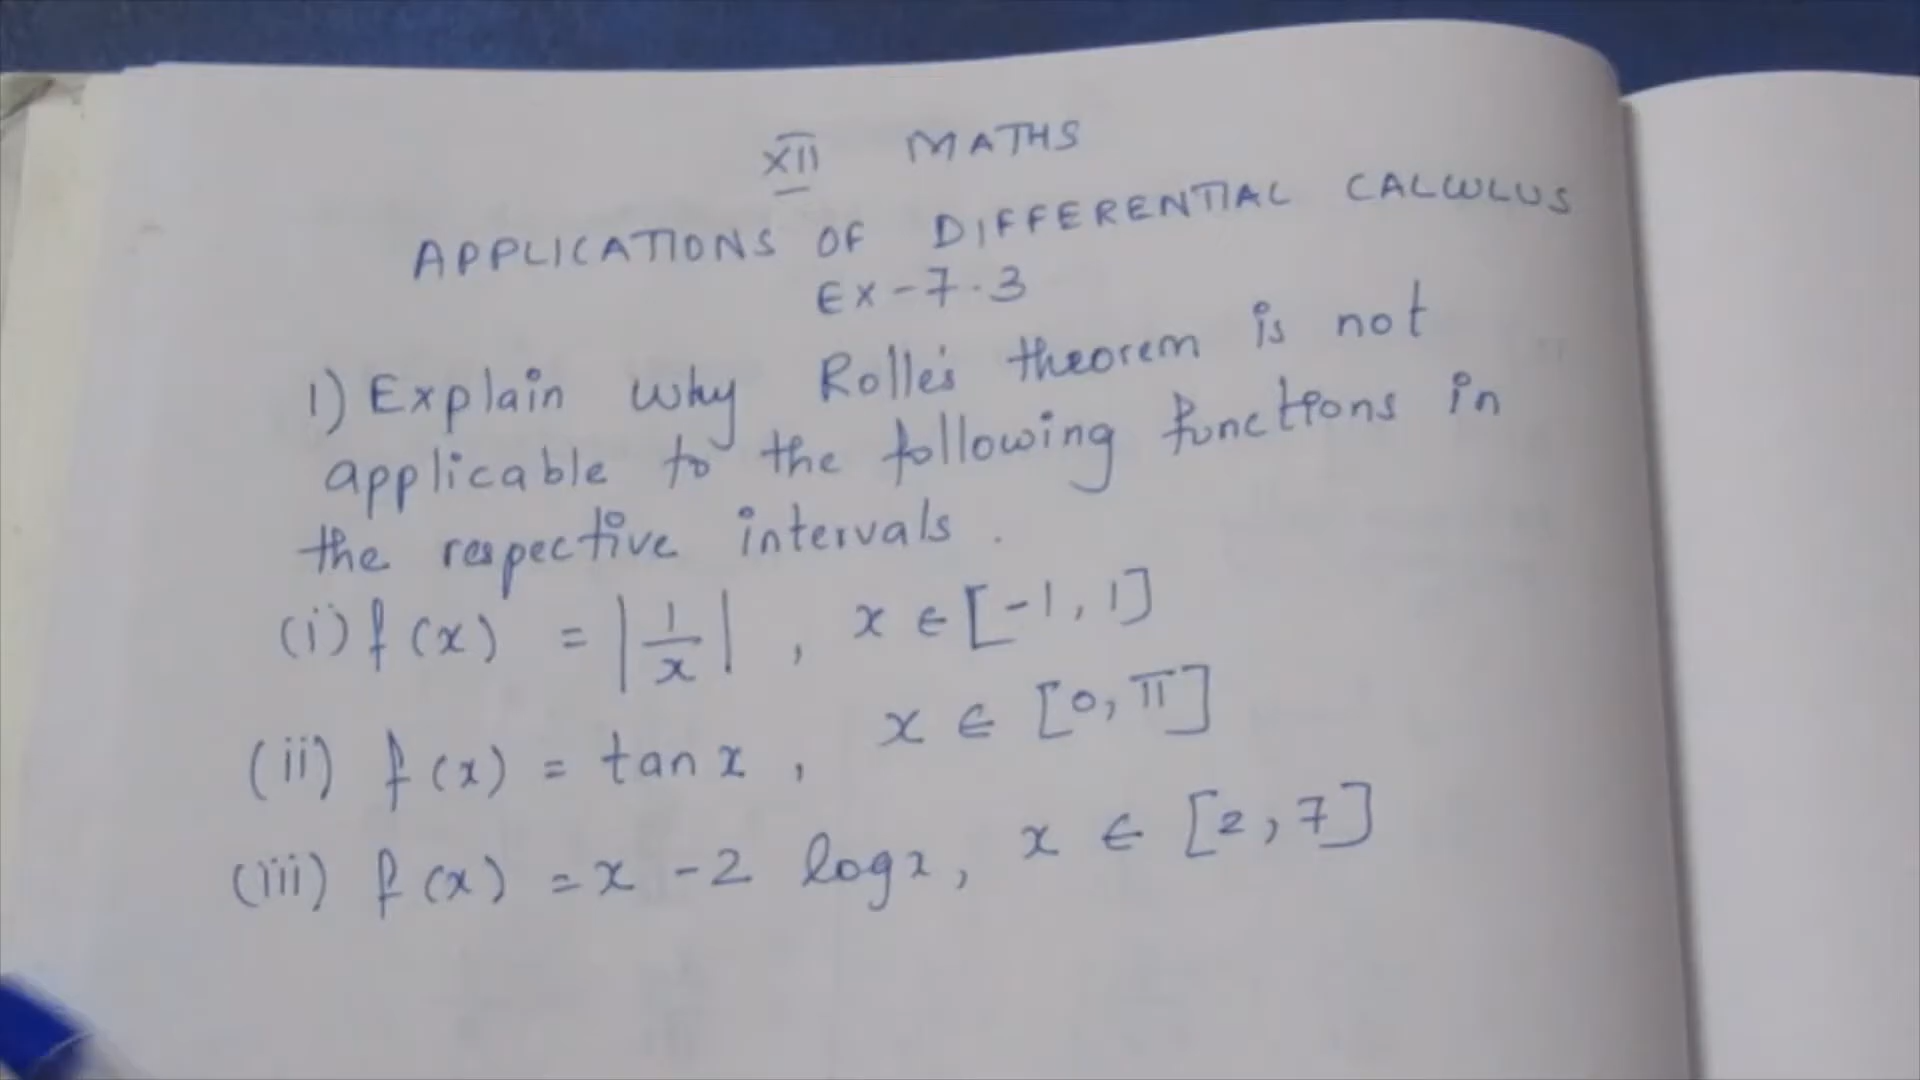 XII MATHS
APPLICATIONS OF DIFFERENTIAL CALCULUS
EX-7.3
1) Explain why Rolle's theorem is not
applicable to the following functions in
the respective intervals.
(i) f(x) = |1/x|, x ∈ [-1, 1]
(ii) f(x) = tan x, x ∈ [0, π]
(iii) f(x) = x - 2 log x, x ∈ [2, 7]